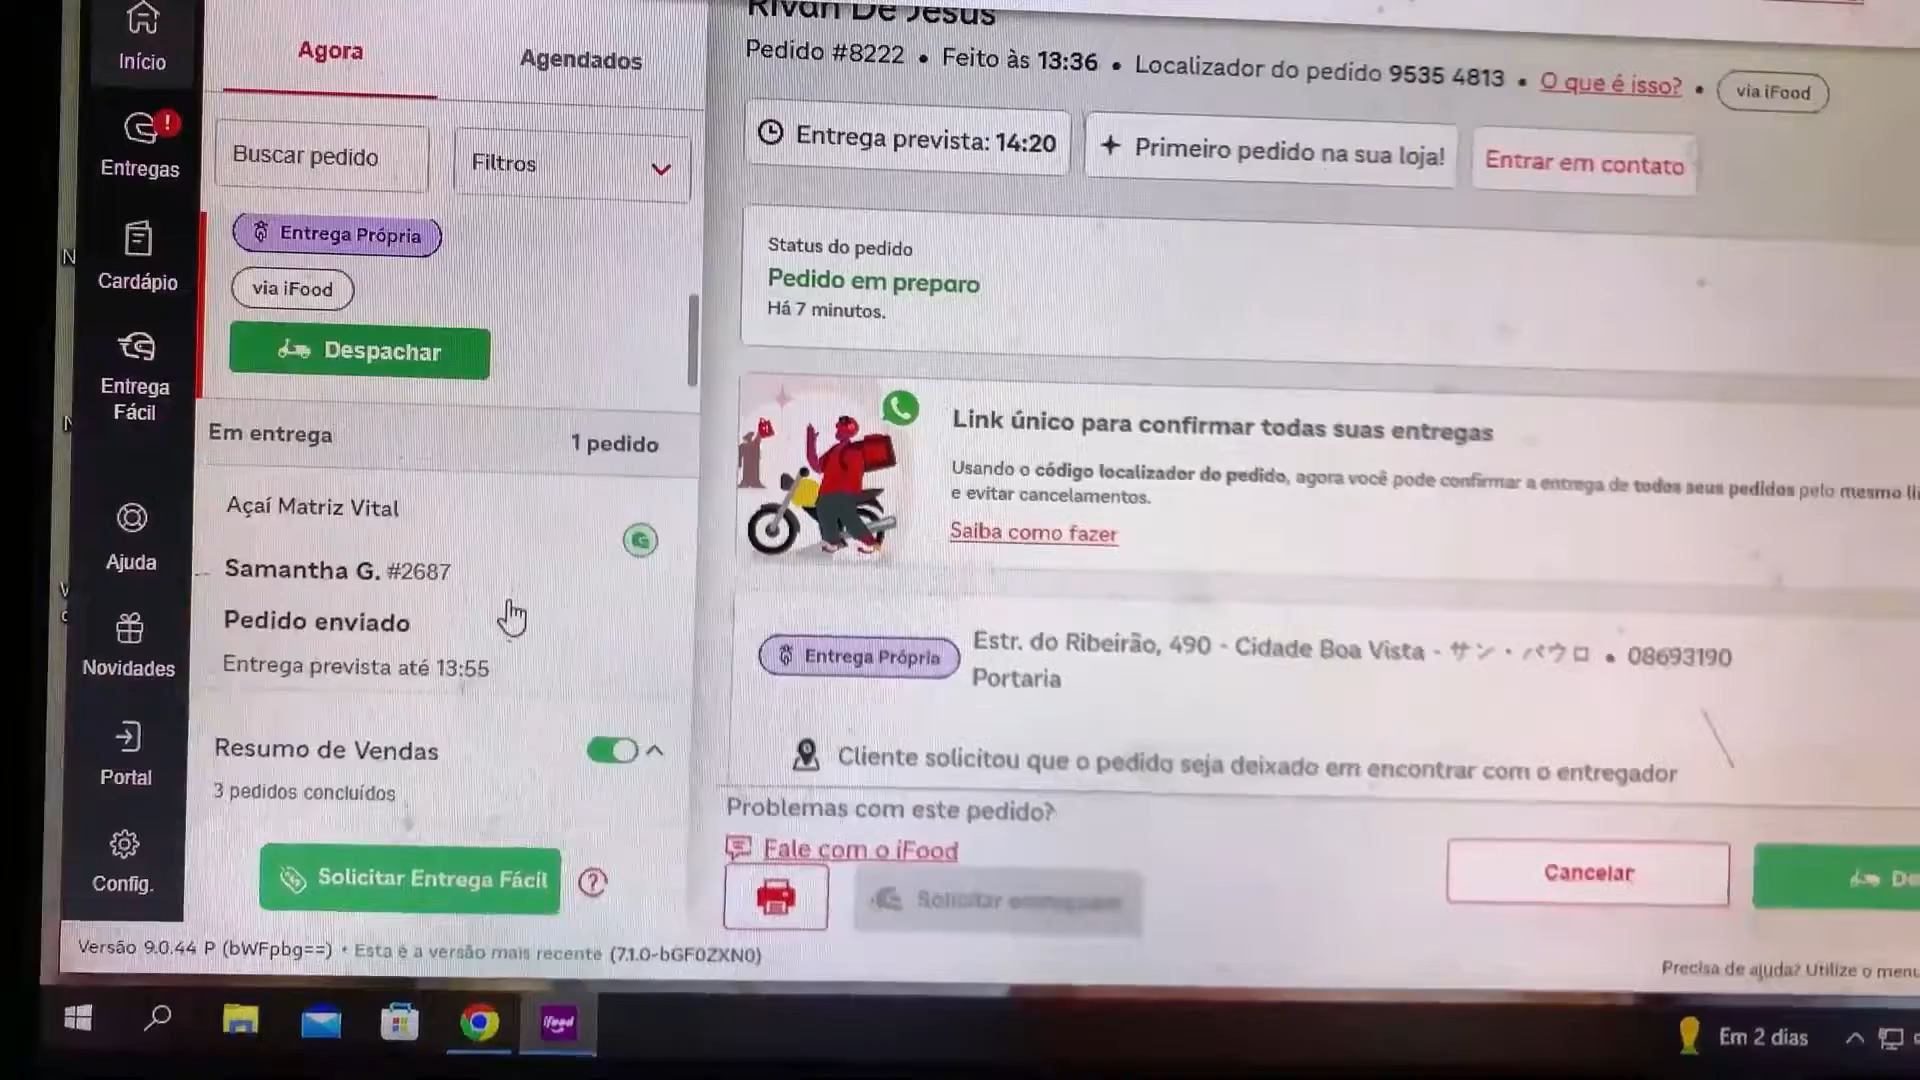 Rivan De Jesus
Pedido #8222 • Feito às 13:36 • Localizador do pedido 9535 4813 • O que é isso? • via iFood
Entrega prevista: 14:20
Primeiro pedido na sua loja!
Entrar em contato
Início
Entregas
Cardápio
Entrega
Fácil
Ajuda
Novidades
Portal
Config.
Agora
Agendados
Buscar pedido
Filtros
Entrega Própria
via iFood
Despachar
Em entrega
1 pedido
Açaí Matriz Vital
Samantha G. #2687
Pedido enviado
Entrega prevista até 13:55
Resumo de Vendas
3 pedidos concluídos
Solicitar Entrega Fácil
Status do pedido
Pedido em preparo
Há 7 minutos.
Link único para confirmar todas suas entregas
Usando o código localizador do pedido, agora você pode confirmar a entrega de todos seus pedidos pelo mesmo
e evitar cancelamentos.
Saiba como fazer
Entrega Própria
Estr. do Ribeirão, 490 - Cidade Boa Vista - サン・パウロ • 08693190
Portaria
Cliente solicitou que o pedido seja deixado em encontrar com o entregador
Problemas com este pedido?
Fale com o iFood
Solicitar
Cancelar
Versão 9.0.44 P (bWFpbg==) • Esta é a versão mais recente (7.1.0-bGF0ZXN0)
Precisa de ajuda? Utilize o menu
ifood
Em 2 dias